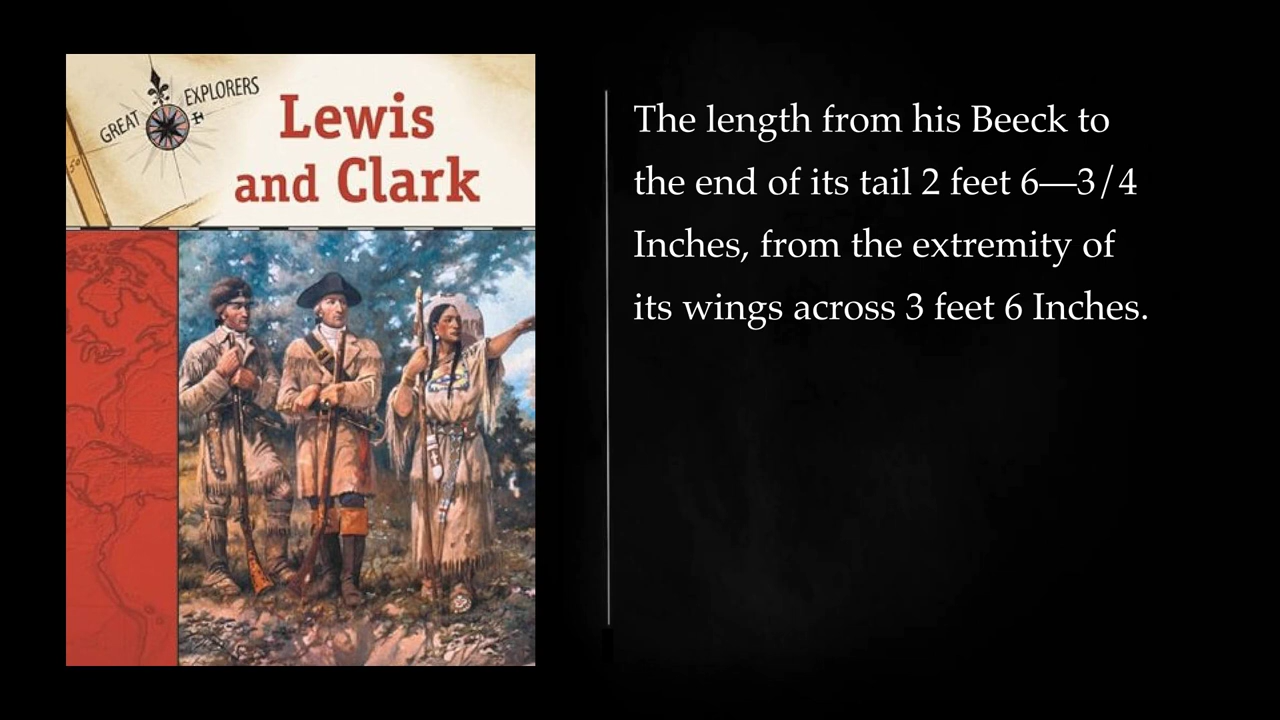 GREAT EXPLORERS
Lewis
and Clark
50
The length from his Beeck to
the end of its tail 2 feet 6—3/4
Inches, from the extremity of
its wings across 3 feet 6 Inches.